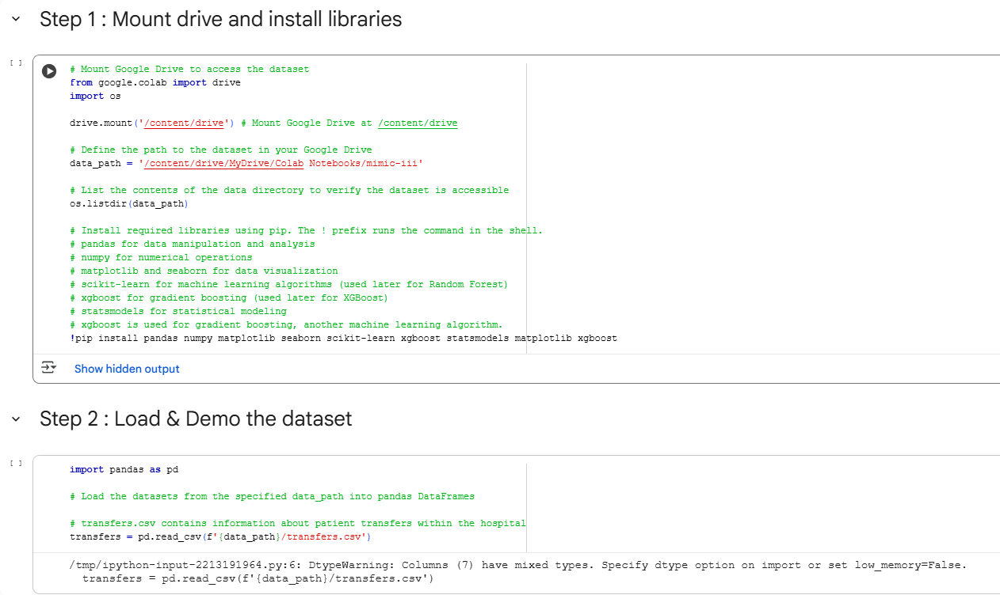 Step 1 : Mount drive and install libraries
[ ]
# Mount Google Drive to access the dataset
from google.colab import drive
import os
drive.mount('/content/drive') # Mount Google Drive at /content/drive
# Define the path to the dataset in your Google Drive
data_path = '/content/drive/MyDrive/Colab Notebooks/mimic-iii'
# List the contents of the data directory to verify the dataset is accessible
os.listdir(data_path)
# Install required libraries using pip. The ! prefix runs the command in the shell.
# pandas for data manipulation and analysis
# numpy for numerical operations
# matplotlib and seaborn for data visualization
# scikit-learn for machine learning algorithms (used later for Random Forest)
# xgboost for gradient boosting (used later for XGBoost)
# statsmodels for statistical modeling
# xgboost is used for gradient boosting, another machine learning algorithm.
!pip install pandas numpy matplotlib seaborn scikit-learn xgboost statsmodels matplotlib xgboost
Show hidden output
Step 2 : Load & Demo the dataset
[ ]
import pandas as pd
# Load the datasets from the specified data_path into pandas DataFrames
# transfers.csv contains information about patient transfers within the hospital
transfers = pd.read_csv(f'{data_path}/transfers.csv')
/tmp/ipython-input-2213191964.py:6: DtypeWarning: Columns (7) have mixed types. Specify dtype option on import or set low_memory=False.
transfers = pd.read_csv(f'{data_path}/transfers.csv')